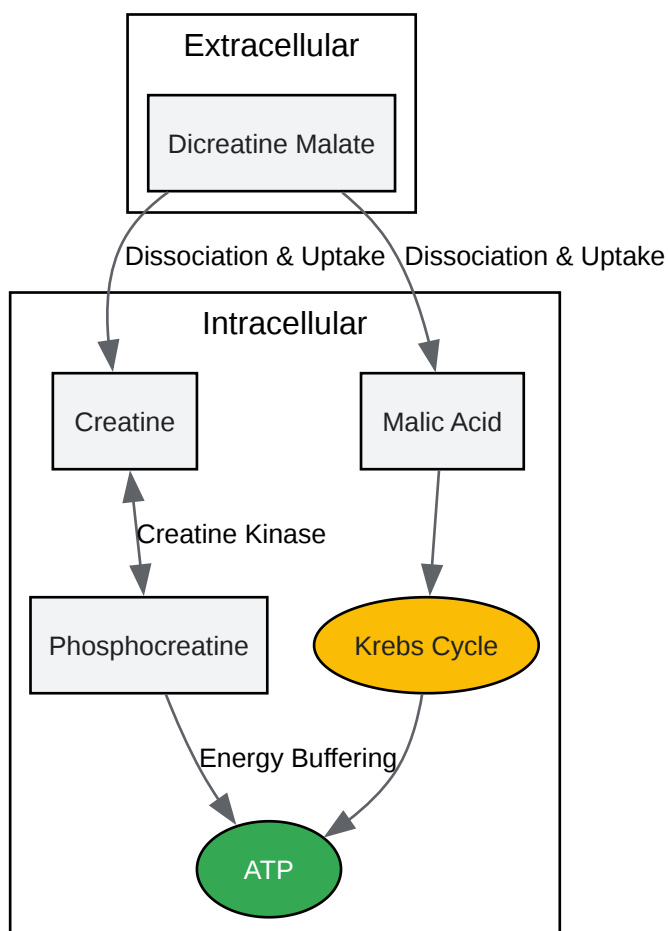 Extracellular
Dicreatine Malate
Dissociation & Uptake
Dissociation & Uptake
Intracellular
Creatine
Malic Acid
Creatine Kinase
Phosphocreatine
Krebs Cycle
Energy Buffering
ATP